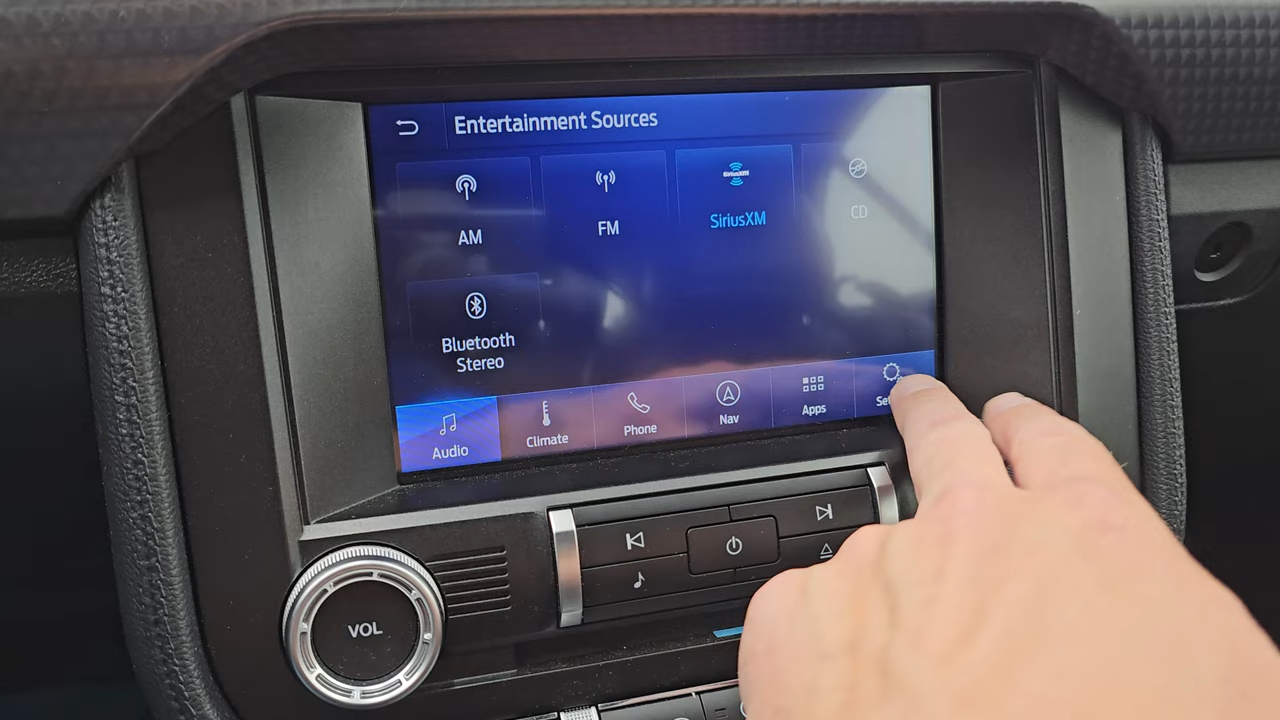 Entertainment Sources
AM
FM
SiriusXM
SiriusXM
CD
Bluetooth
Stereo
Audio
Climate
Phone
Nav
Apps
VOL